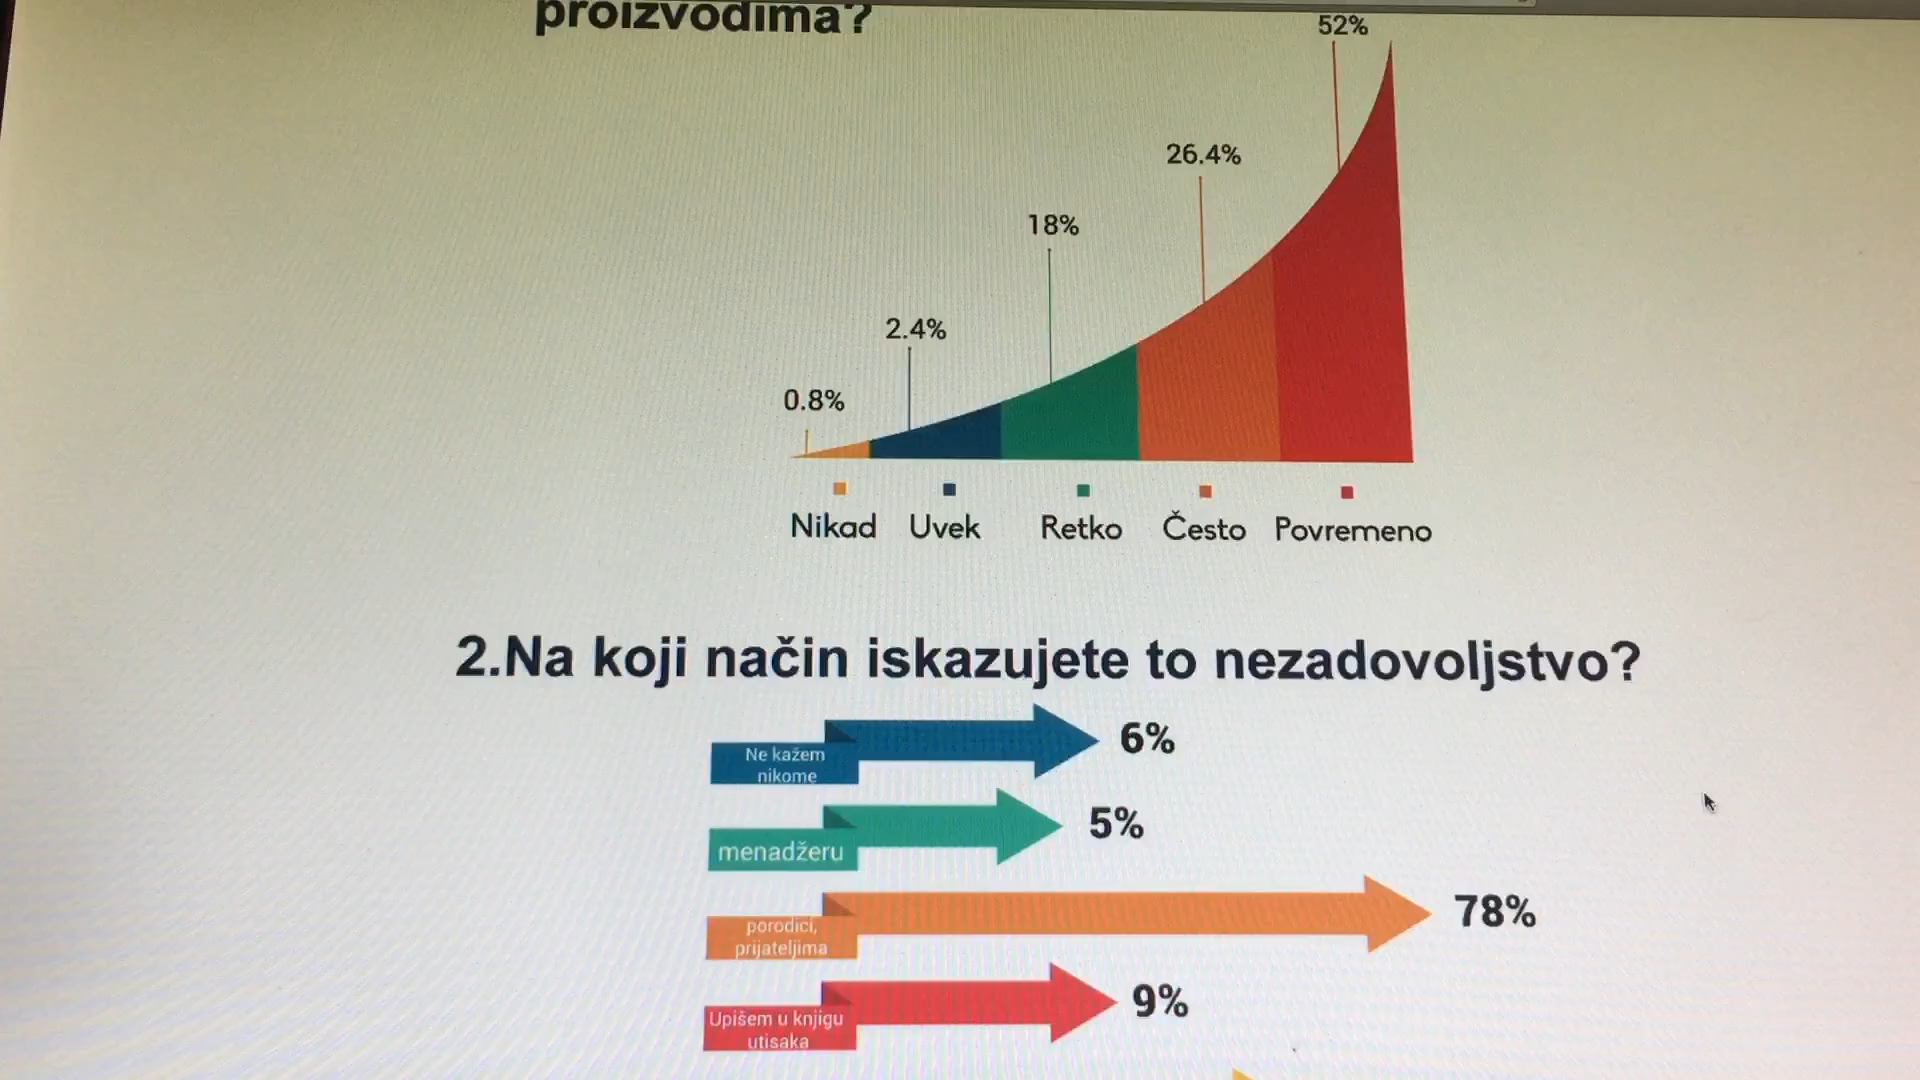 proizvodima?
52%
26.4%
18%
2.4%
0.8%
Nikad Uvek Retko Često Povremeno
2.Na koji način iskazujete to nezadovoljstvo?
Ne kažem
nikome
6%
menadžeru
5%
porodici,
prijateljima
78%
Upišem u knjigu
utisaka
9%